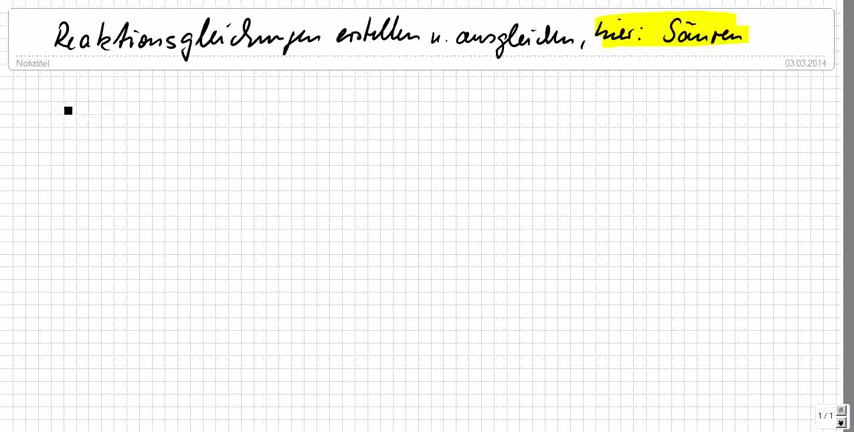 Reaktionsgleichungen erstellen u. ausgleichen, hier: Säuren
Notiztitel 03.03.2014
1 / 1